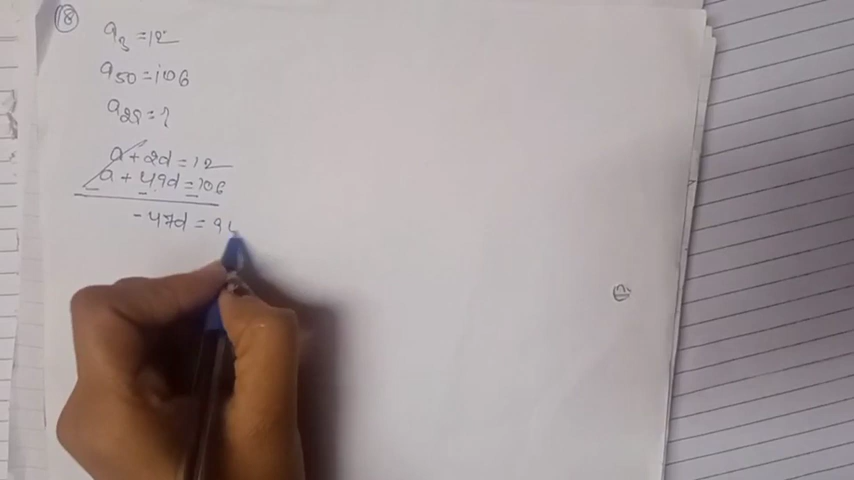 18
a3 = 12
a50 = 106
a29 = ?
a + 2d = 12
a + 49d = 106
- 47d = 94